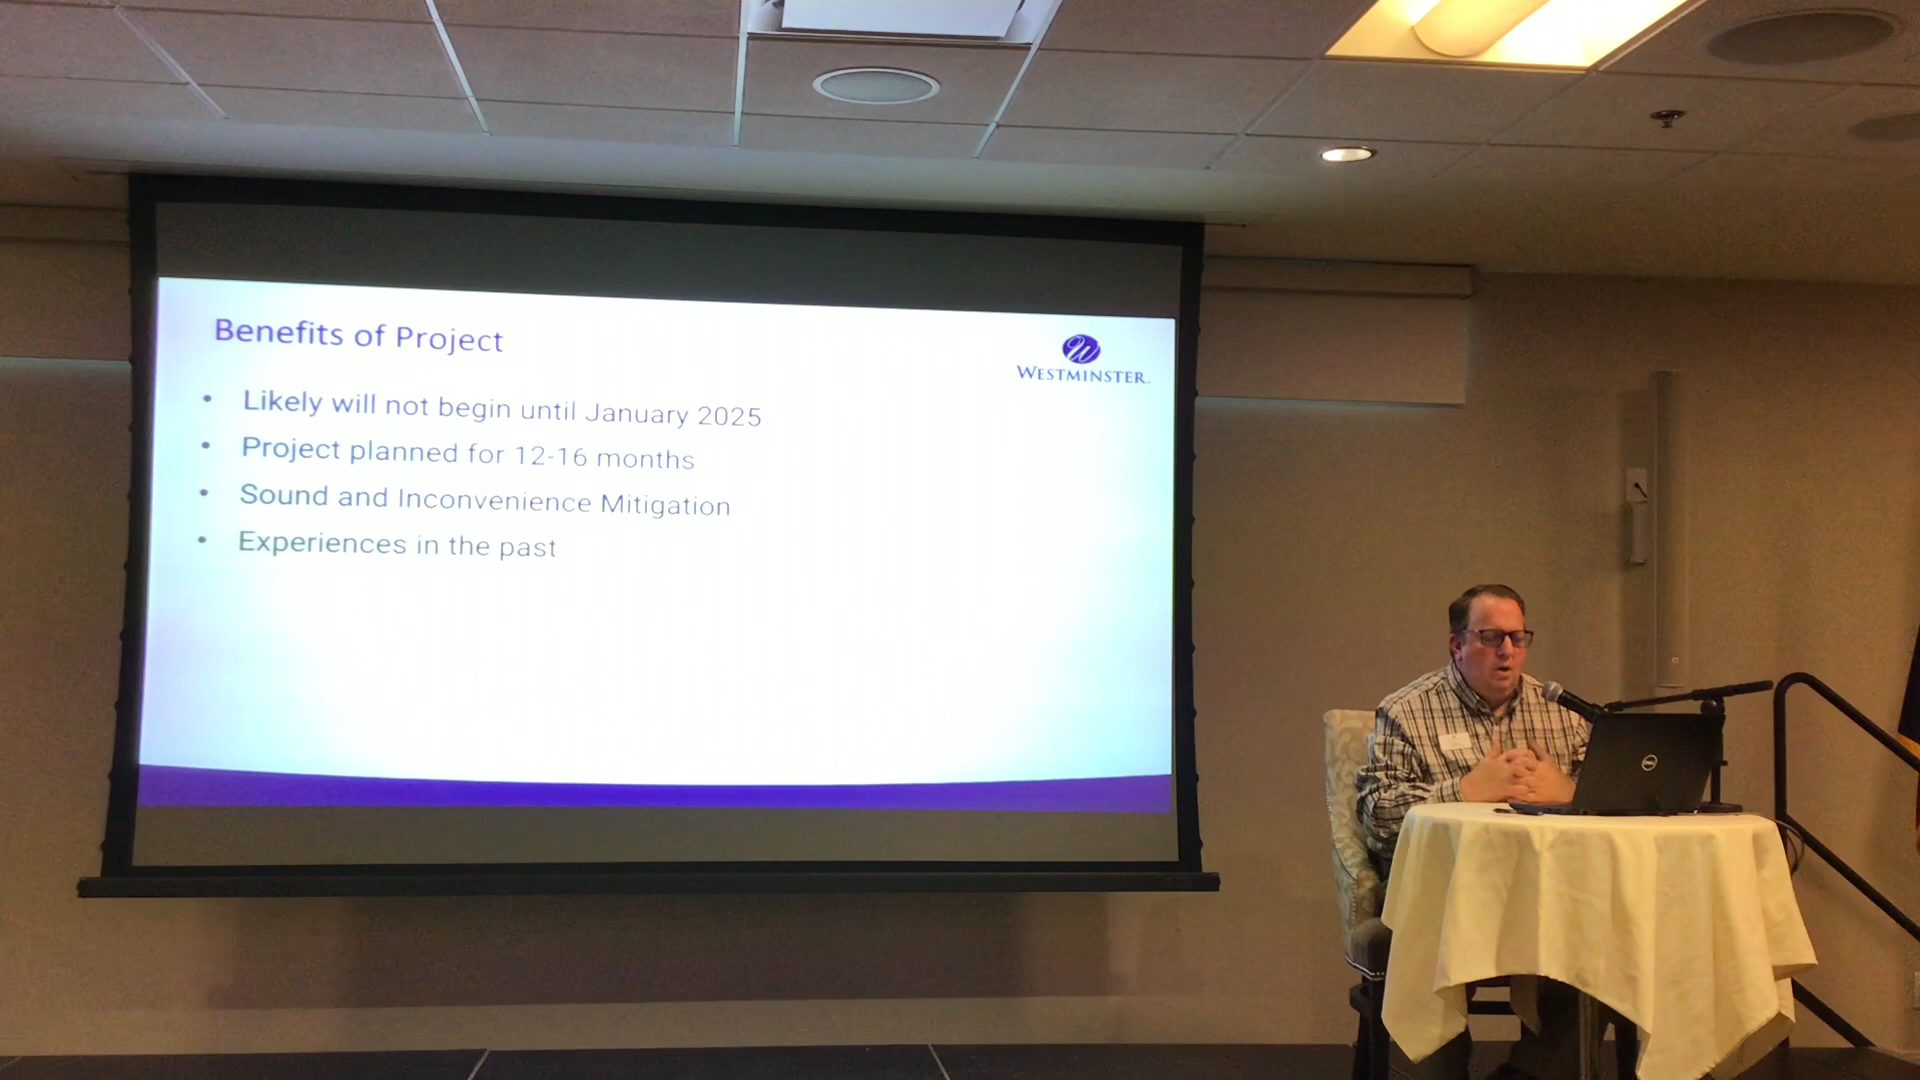 Benefits of Project
W
WESTMINSTER.
• Likely will not begin until January 2025
• Project planned for 12-16 months
• Sound and Inconvenience Mitigation
• Experiences in the past
DELL